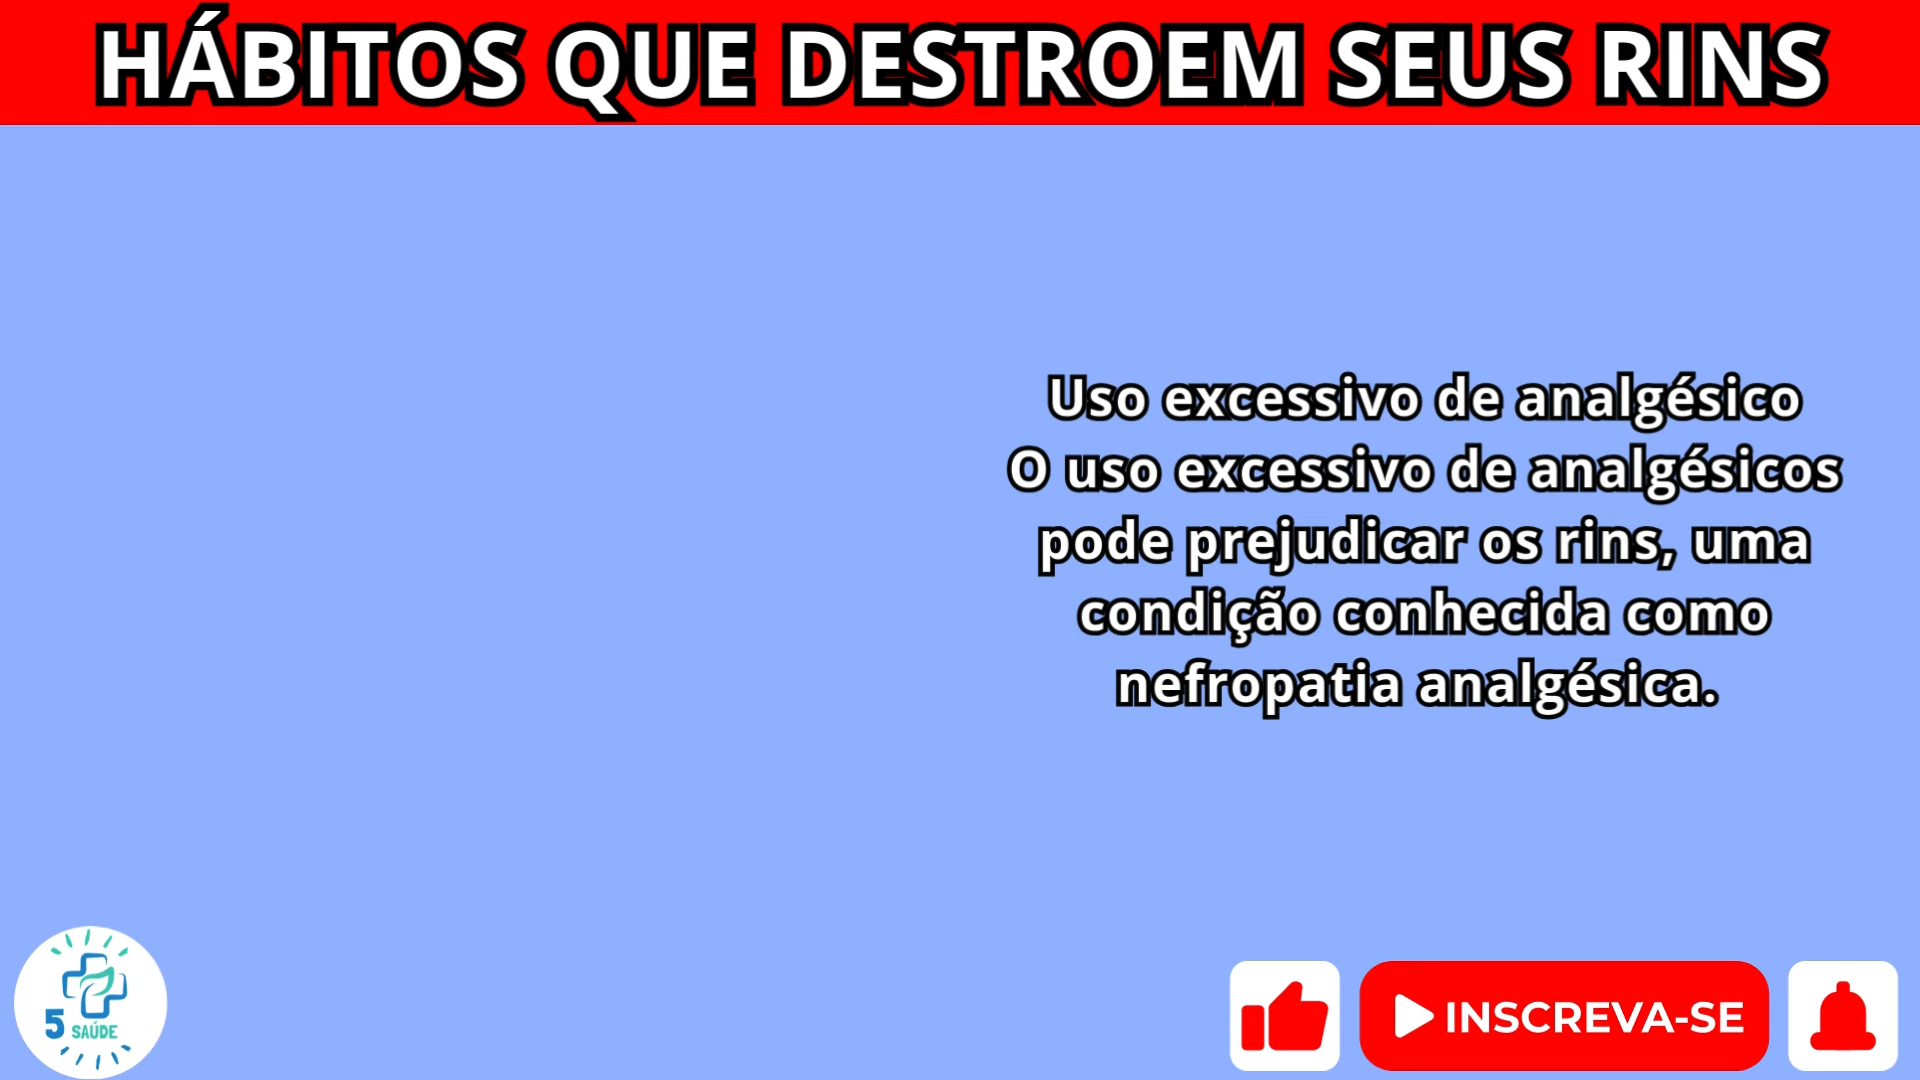 HÁBITOS QUE DESTROEM SEUS RINS
Uso excessivo de analgésico
O uso excessivo de analgésicos
pode prejudicar os rins, uma
condição conhecida como
nefropatia analgésica.
5 SAÚDE
INSCREVA-SE